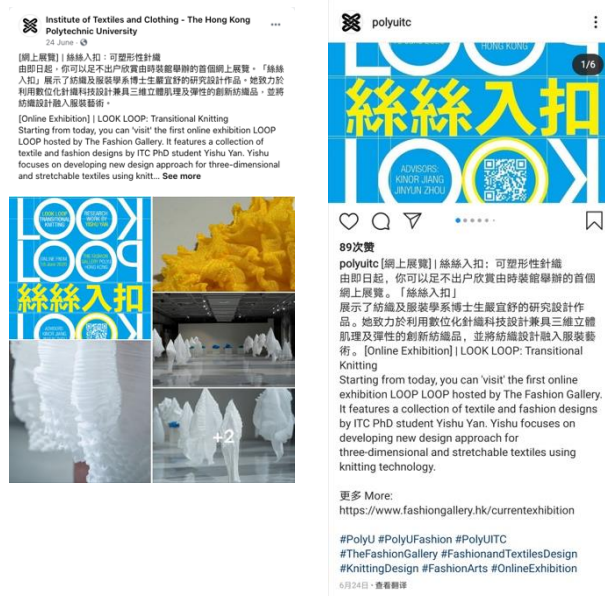 Institute of Textiles and Clothing - The Hong Kong
Polytechnic University
24 June
[網上展覽] | 絲絲入扣：可塑形性針織
由即日起，你可以足不出户欣賞由時裝館舉辦的首個網上展覽。「絲絲
入扣」展示了紡織及服裝學系博士生嚴宜舒的研究設計作品。她致力於
利用數位化針織科技設計兼具三維立體肌理及彈性的創新紡織品，並將
紡織設計融入服裝藝術。
[Online Exhibition] | LOOK LOOP: Transitional Knitting
Starting from today, you can 'visit' the first online exhibition LOOP
LOOP hosted by The Fashion Gallery. It features a collection of
textile and fashion designs by ITC PhD student Yishu Yan. Yishu
focuses on developing new design approach for three-dimensional
and stretchable textiles using knitt... See more
LOOK LOOP
TRANSITIONAL
KNITTING
RESEARCH
WORK BY
YISHU YAN
LOOK
LOOP
絲絲入扣
ADVISORS:
KINOR JIANG
+2
polyuitc
HONG KONG
1/6
絲絲入扣
ADVISORS:
KINOR JIANG
JINYUN ZHOU
89次赞
polyuitc [網上展覽] | 絲絲入扣：可塑形性針織
由即日起，你可以足不出户欣賞由時裝館舉辦的首個
網上展覽。「絲絲入扣」
展示了紡織及服裝學系博士生嚴宜舒的研究設計作
品。她致力於利用數位化針織科技設計兼具三維立體
肌理及彈性的創新紡織品，並將紡織設計融入服裝藝
術。 [Online Exhibition] | LOOK LOOP: Transitional
Knitting
Starting from today, you can 'visit' the first online
exhibition LOOP LOOP hosted by The Fashion Gallery.
It features a collection of textile and fashion designs
by ITC PhD student Yishu Yan. Yishu focuses on
developing new design approach for
three-dimensional and stretchable textiles using
knitting technology.
更多 More:
https://www.fashiongallery.hk/currentexhibition
#PolyU #PolyUFashion #PolyUITC
#TheFashionGallery #FashionandTextilesDesign
#KnittingDesign #FashionArts #OnlineExhibition
6月24日 · 查看翻译